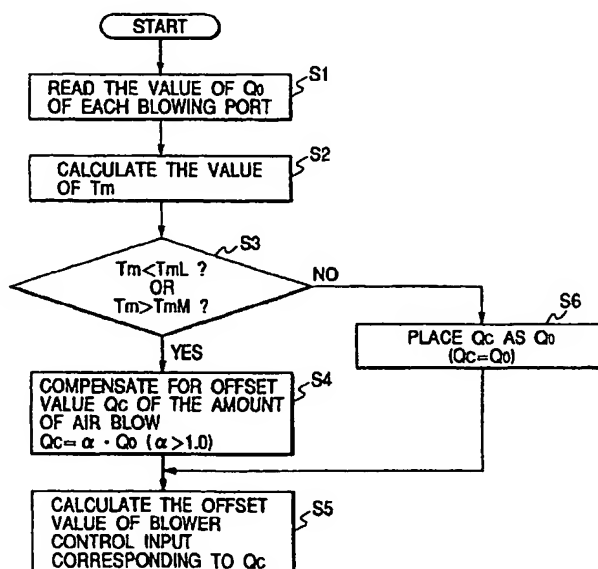 START
S1
READ THE VALUE OF Q0
OF EACH BLOWING PORT
S2
CALCULATE THE VALUE
OF Tm
S3
Tm<TmL ?
OR
Tm>TmM ?
NO
YES
S6
PLACE Qc AS Q0
(Qc=Q0)
S4
COMPENSATE FOR OFFSET
VALUE Qc OF THE AMOUNT
OF AIR BLOW
Qc= α · Q0 (α>1.0)
S5
CALCULATE THE OFFSET
VALUE OF BLOWER
CONTROL INPUT
CORRESPONDING TO Qc